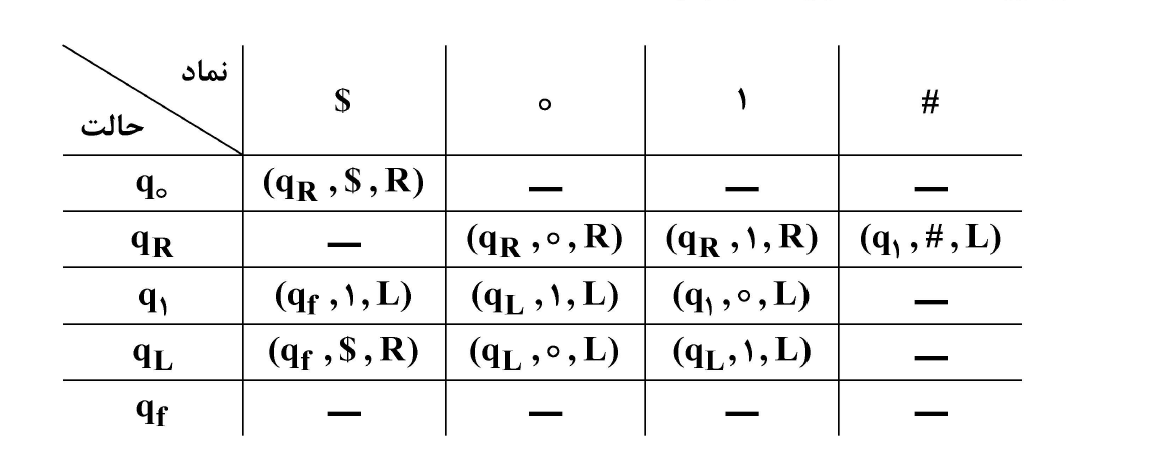 نماد
حالت $ ۰ ۱ #
q₀ (q_R , $ , R) — — —
q_R — (q_R , ۰ , R) (q_R , ۱ , R) (q_۱ , # , L)
q_۱ (q_f , ۱ , L) (q_L , ۱ , L) (q_۱ , ۰ , L) —
q_L (q_f , $ , R) (q_L , ۰ , L) (q_L , ۱ , L) —
q_f — — — —